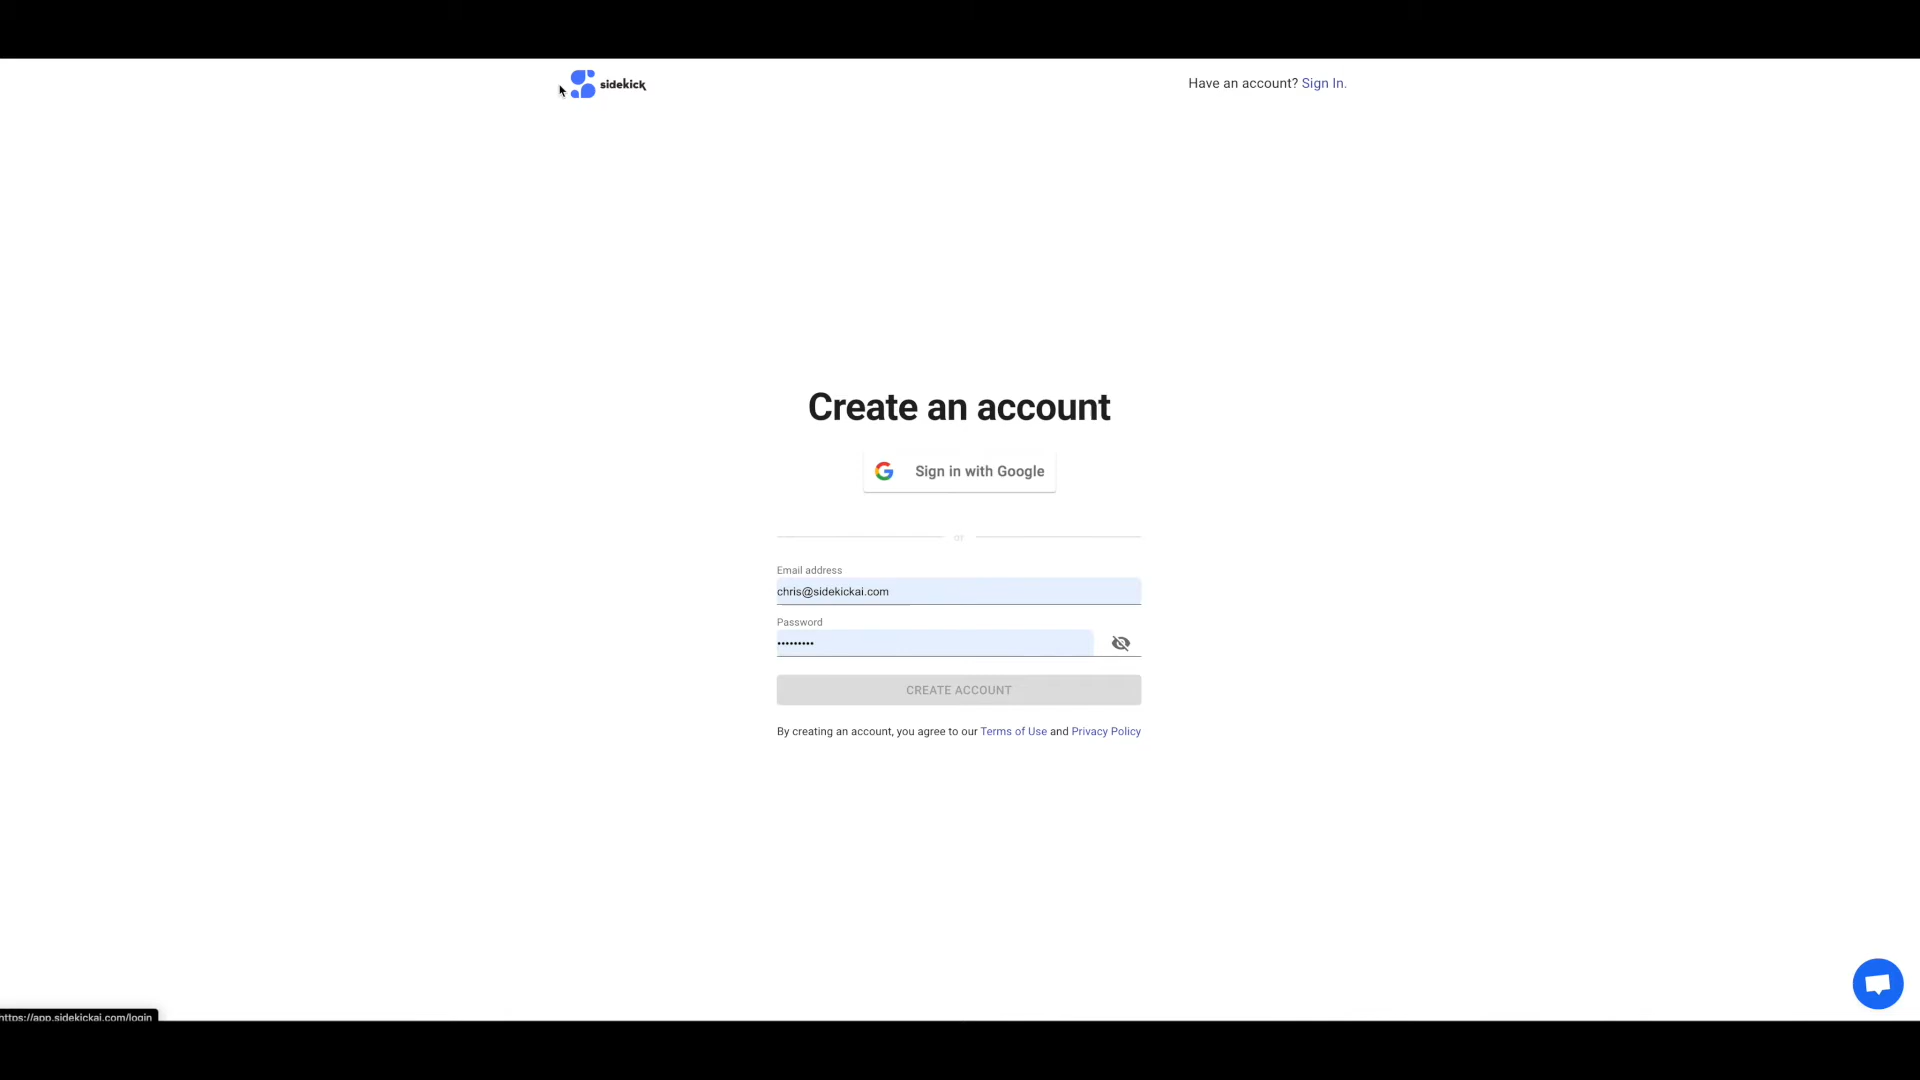 sidekick
Have an account? Sign In.
Create an account
Sign in with Google
or
Email address
chris@sidekickai.com
Password
•••••••••
CREATE ACCOUNT
By creating an account, you agree to our Terms of Use and Privacy Policy
https://app.sidekickai.com/login